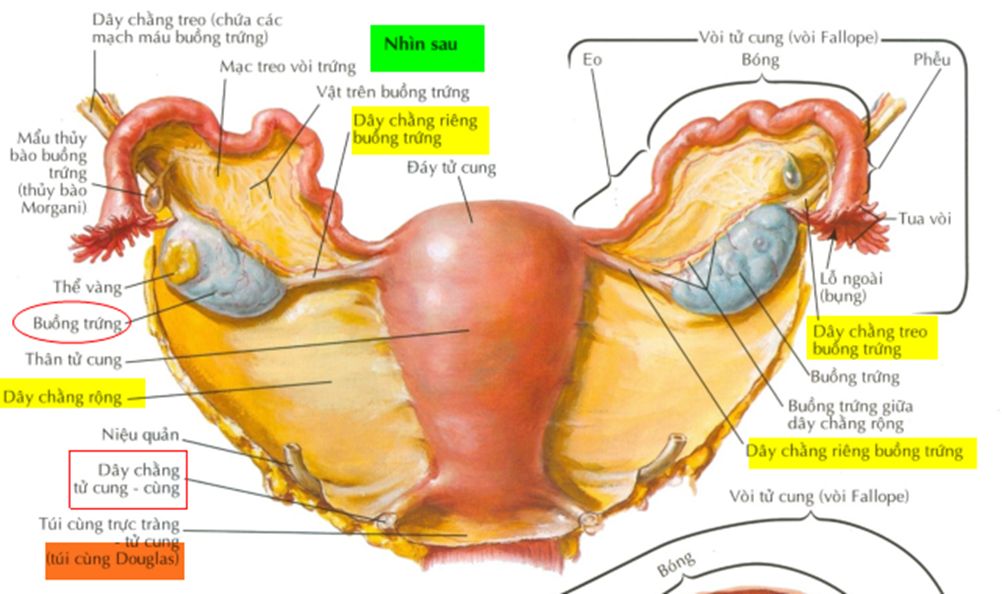 Dây chằng treo (chứa các
mạch máu buồng trứng)
Nhìn sau
Mạc treo vòi trứng
Vật trên buồng trứng
Dây chằng riêng
buồng trứng
Đáy tử cung
Mẩu thủy
bào buồng
trứng
(thủy bào
Morgani)
Thể vàng
Buồng trứng
Thân tử cung
Dây chằng rộng
Niệu quản
Dây chằng
tử cung - cùng
Túi cùng trực tràng
- tử cung
(túi cùng Douglas)
Vòi tử cung (vòi Fallope)
Eo
Bóng
Phễu
Tua vòi
Lỗ ngoài
(bụng)
Dây chằng treo
buồng trứng
Buồng trứng
Buồng trứng giữa
dây chằng rộng
Dây chằng riêng buồng trứng
Vòi tử cung (vòi Fallope)
Bóng